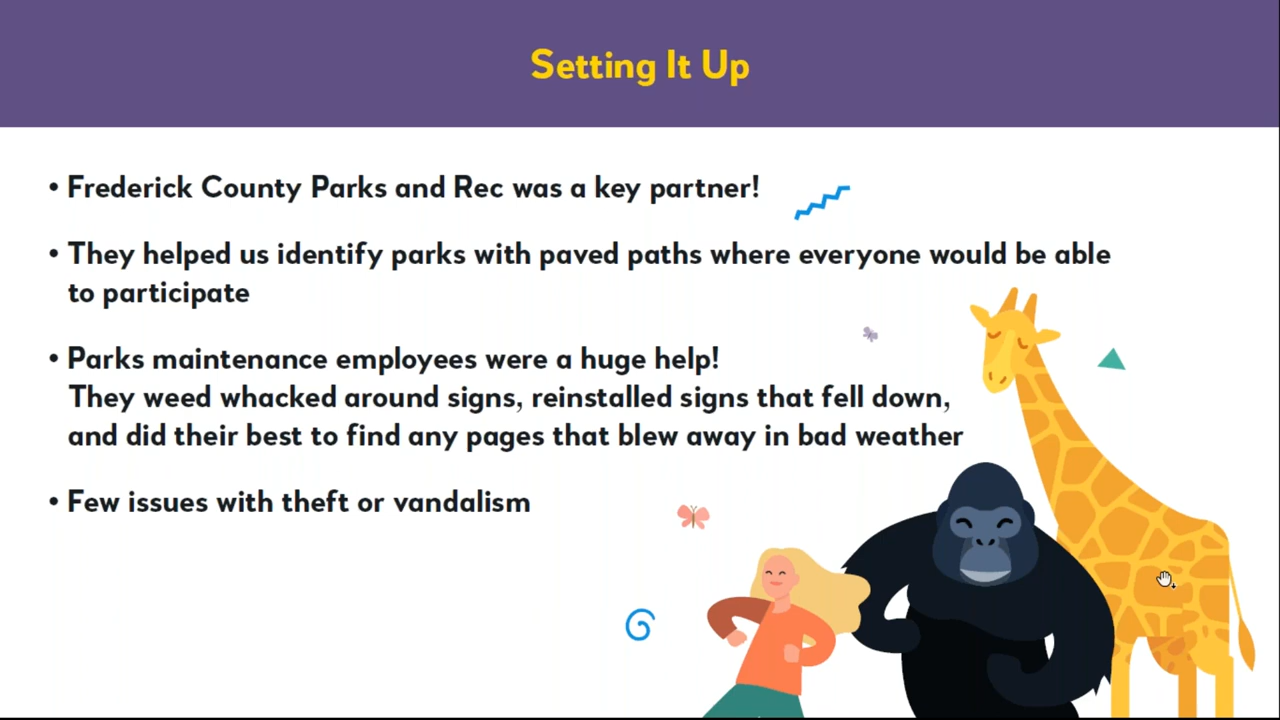 Setting It Up
• Frederick County Parks and Rec was a key partner!
• They helped us identify parks with paved paths where everyone would be able
to participate
• Parks maintenance employees were a huge help!
They weed whacked around signs, reinstalled signs that fell down,
and did their best to find any pages that blew away in bad weather
• Few issues with theft or vandalism